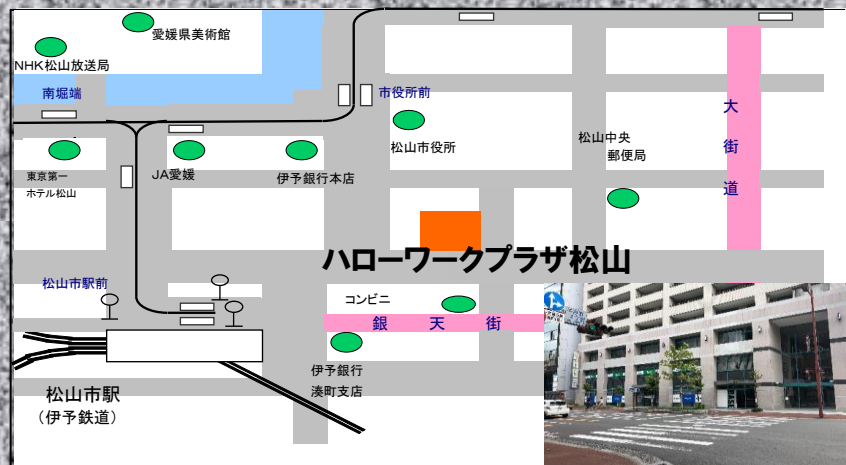 愛媛県美術館
NHK松山放送局
南堀端
市役所前
大街道
松山中央
郵便局
松山市役所
東京第一
ホテル松山
JA愛媛
伊予銀行本店
ハローワークプラザ松山
松山市駅前
コンビニ
銀天街
伊予銀行
湊町支店
松山市駅
(伊予鉄道)